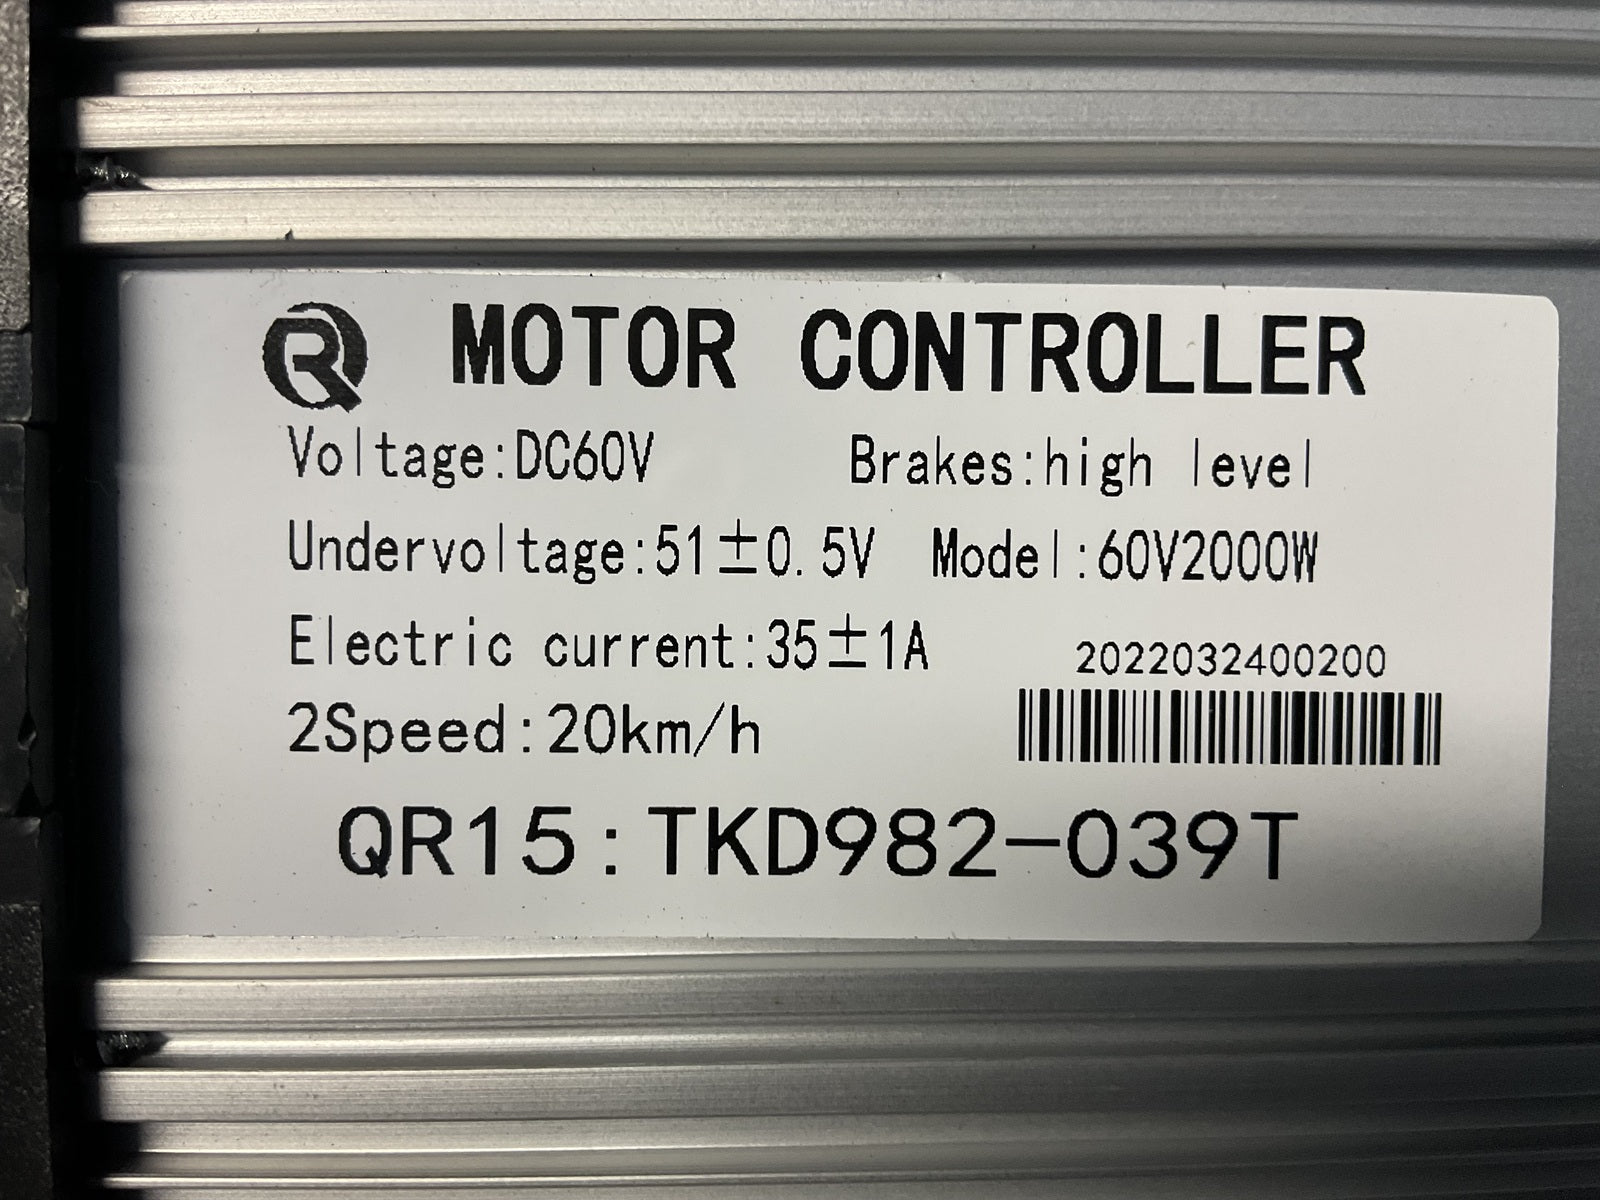 R MOTOR CONTROLLER
Voltage:DC60V Brakes:high level
Undervoltage:51±0.5V Model:60V2000W
Electric current:35±1A
2022032400200
2Speed:20km/h
QR15:TKD982-039T